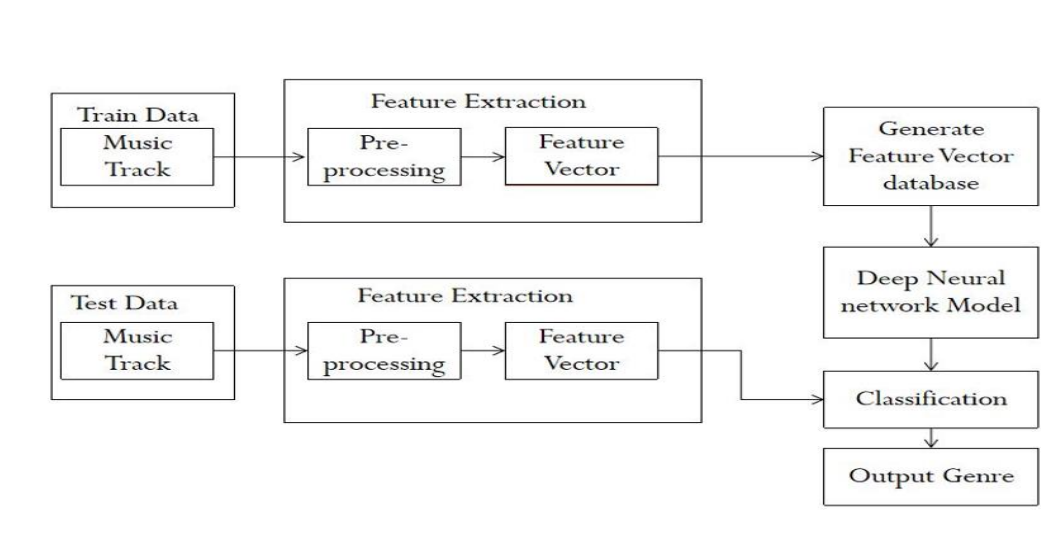 Train Data
Music
Track
Feature Extraction
Pre-
processing
Feature
Vector
Generate
Feature Vector
database
Deep Neural
network Model
Test Data
Music
Track
Feature Extraction
Pre-
processing
Feature
Vector
Classification
Output Genre